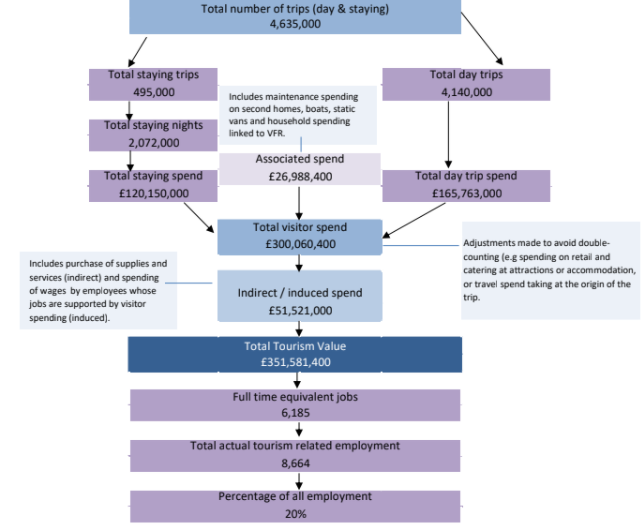 Total number of trips (day & staying)
4,635,000
Total staying trips
495,000
Includes maintenance spending
on second homes, boats, static
vans and household spending
linked to VFR.
Total day trips
4,140,000
Total staying nights
2,072,000
Associated spend
£26,988,400
Total staying spend
£120,150,000
Total day trip spend
£165,763,000
Total visitor spend
£300,060,400
Adjustments made to avoid double-
counting (e.g spending on retail and
catering at attractions or accommodation,
or travel spend taking at the origin of the
trip.
Includes purchase of supplies and
services (indirect) and spending
of wages by employees whose
jobs are supported by visitor
spending (induced).
Indirect / induced spend
£51,521,000
Total Tourism Value
£351,581,400
Full time equivalent jobs
6,185
Total actual tourism related employment
8,664
Percentage of all employment
20%